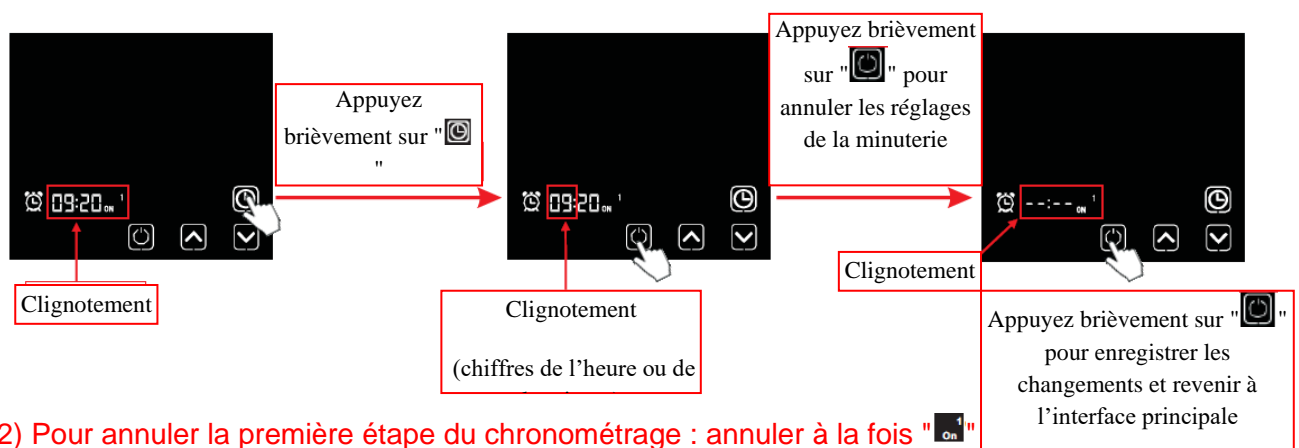 Appuyez brièvement
sur " " pour
annuler les réglages
de la minuterie
Appuyez
brièvement sur "
"
09:20 ON 1
09:20 ON 1
--:-- ON 1
Clignotement
Clignotement
(chiffres de l’heure ou de
Clignotement
Appuyez brièvement sur " "
pour enregistrer les
changements et revenir à
l’interface principale
2) Pour annuler la première étape du chronométrage : annuler à la fois " 1 On "